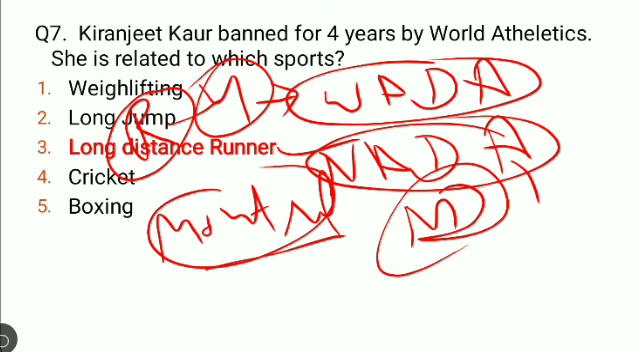 Q7. Kiranjeet Kaur banned for 4 years by World Atheletics.
She is related to which sports?
1. Weighlifting
2. Long Jump
3. Long distance Runner
4. Cricket
5. Boxing
WADA
NADA